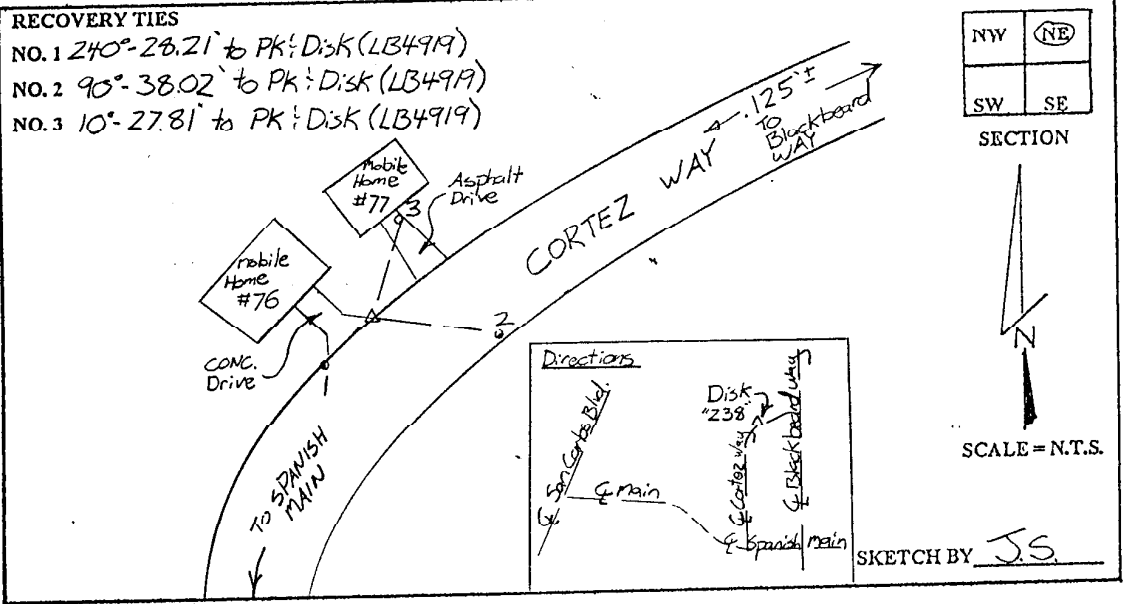 RECOVERY TIES
NO. 1 240°-28.21' to PK & Disk (LB4919)
NO. 2 90°-38.02' to PK & Disk (LB4919)
NO. 3 10°-27.81' to PK & Disk (LB4919)
NW NE
SW SE
SECTION
.125'±
TO
Blackbeard
WAY
CORTEZ WAY
Mobile
Home
#77
3
Asphalt
Drive
Mobile
Home
#76
CONC.
Drive
2
TO SPANISH
MAIN
Directions
℄ San Carlos Blvd.
℄ Main
Disk
"238"
℄ Cortez Way
℄ Blackbeard Way
℄ Spanish Main
N
SCALE = N.T.S.
SKETCH BY J.S.